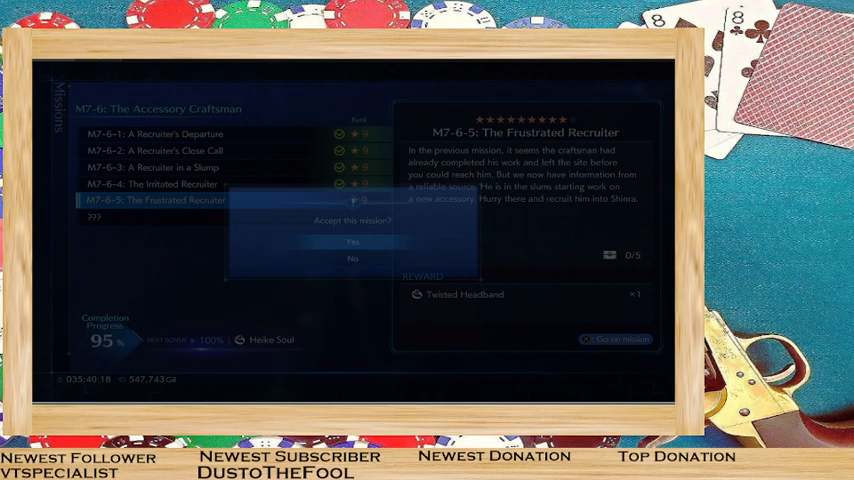 8
8
Missions
M7-6: The Accessory Craftsman
Rank
M7-6-1: A Recruiter's Departure
9
M7-6-2: A Recruiter's Close Call
9
M7-6-3: A Recruiter in a Slump
9
M7-6-4: The Irritated Recruiter
9
M7-6-5: The Frustrated Recruiter
9
???
M7-6-5: The Frustrated Recruiter
In the previous mission, it seems the craftsman had
already completed his work and left the site before
you could reach him. But we now have information from
a reliable source. He is in the slums starting work on
a new accessory. Hurry there and recruit him into Shinra.
0/5
REWARD
Twisted Headband ×1
Go on mission
Accept this mission?
Yes
No
Completion
Progress
95 %
NEXT BONUS 100% | Heike Soul
035:40:18 547,743 Gil
NEWEST FOLLOWER
VTSPECIALIST
NEWEST SUBSCRIBER
DUSTOTHEFOOL
NEWEST DONATION
TOP DONATION